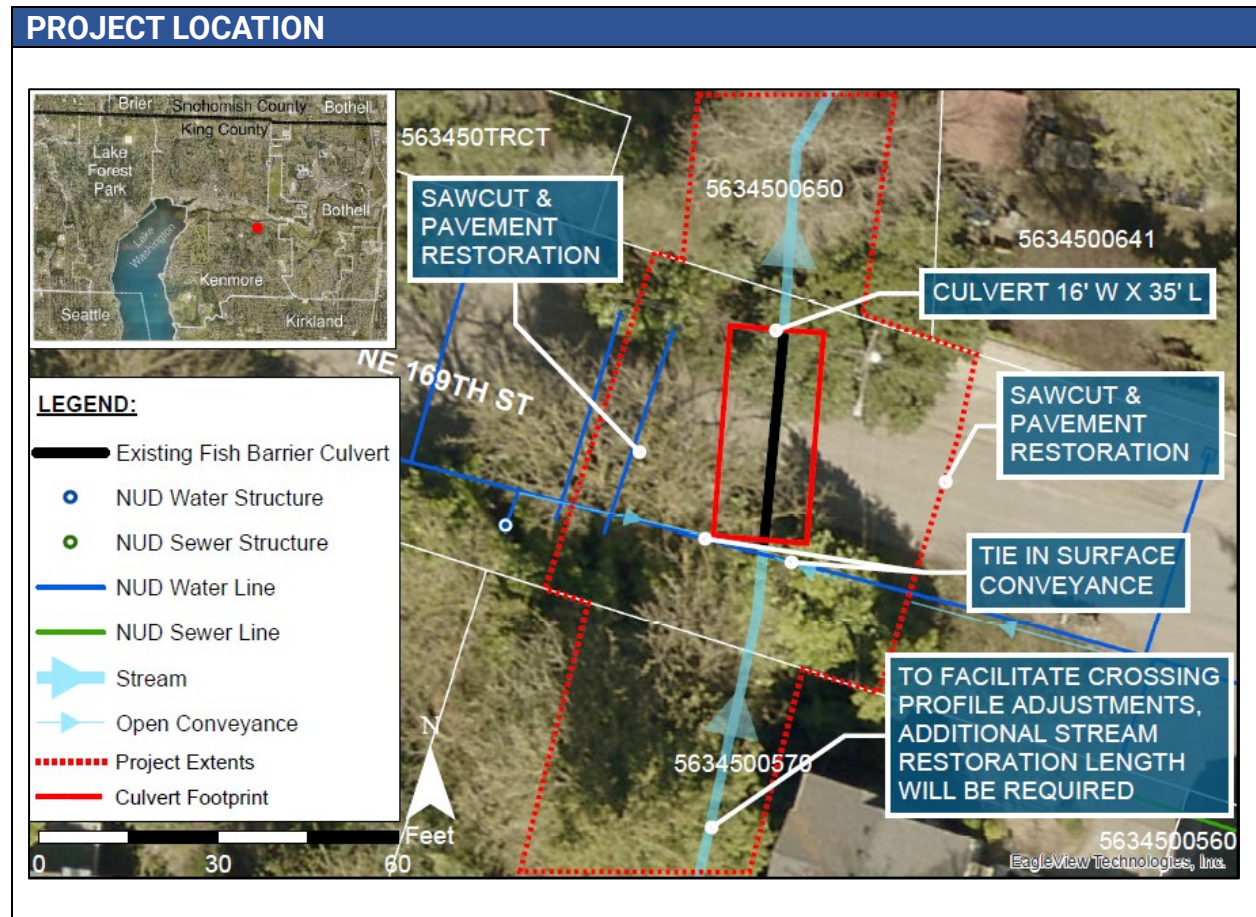 PROJECT LOCATION
Brier
Snohomish County
Bothell
King County
Lake
Forest
Park
Bothell
Lake
Washington
Kenmore
Seattle
Kirkland
563450TRCT
5634500650
5634500641
SAWCUT &
PAVEMENT
RESTORATION
CULVERT 16' W X 35' L
NE 169TH ST
SAWCUT &
PAVEMENT
RESTORATION
TIE IN SURFACE
CONVEYANCE
TO FACILITATE CROSSING
PROFILE ADJUSTMENTS,
ADDITIONAL STREAM
RESTORATION LENGTH
WILL BE REQUIRED
5634500570
5634500560
EagleView Technologies, Inc.
LEGEND:
Existing Fish Barrier Culvert
NUD Water Structure
NUD Sewer Structure
NUD Water Line
NUD Sewer Line
Stream
Open Conveyance
Project Extents
Culvert Footprint
N
Feet
0 30 60